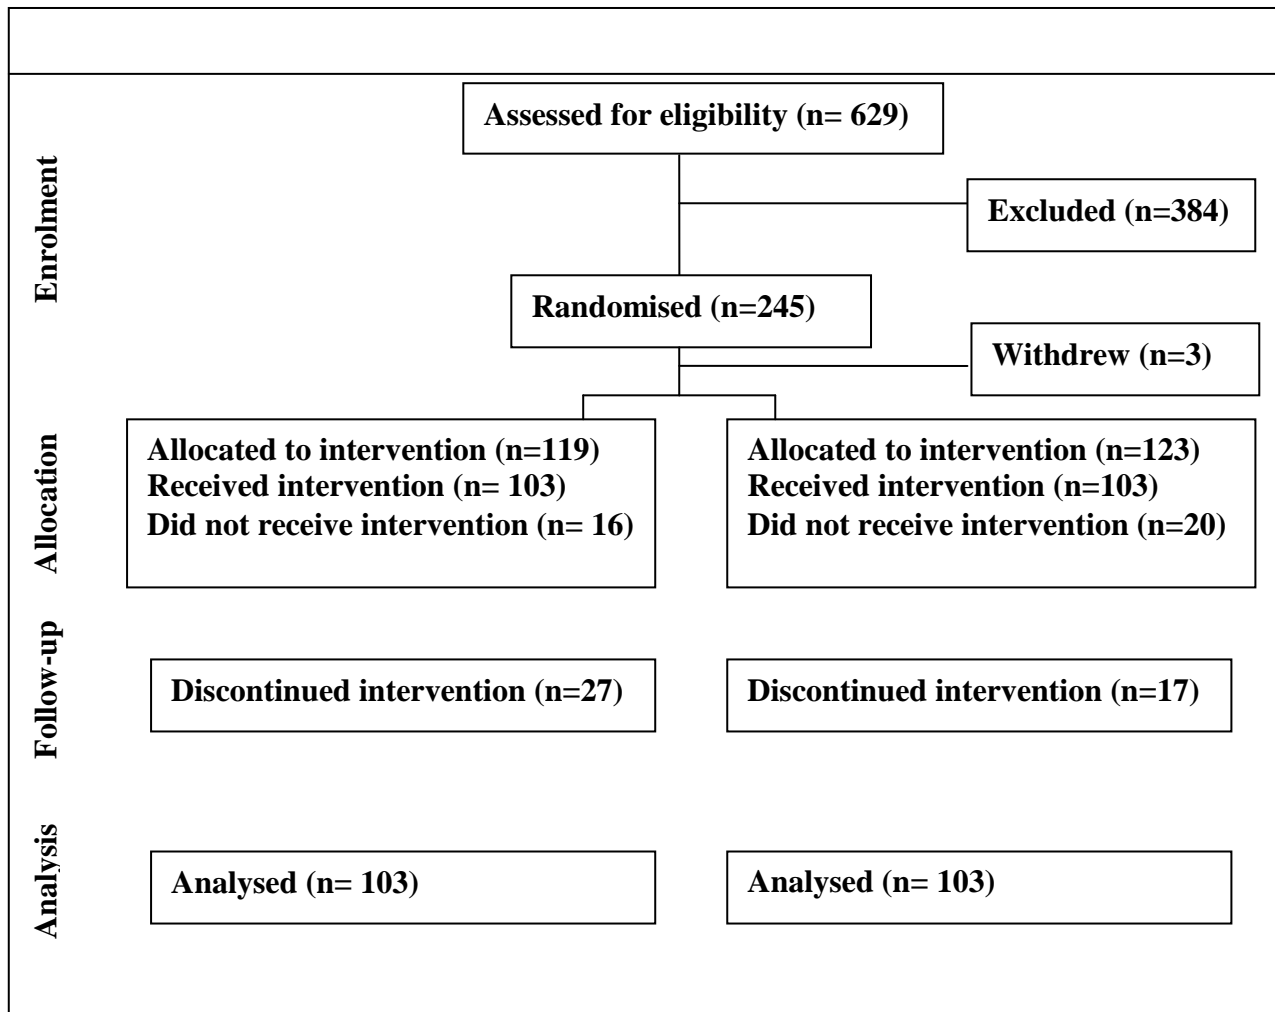 Enrolment
Assessed for eligibility (n= 629)
Excluded (n=384)
Randomised (n=245)
Withdrew (n=3)
Allocation
Allocated to intervention (n=119)
Received intervention (n= 103)
Did not receive intervention (n= 16)
Allocated to intervention (n=123)
Received intervention (n=103)
Did not receive intervention (n=20)
Follow-up
Discontinued intervention (n=27)
Discontinued intervention (n=17)
Analysis
Analysed (n= 103)
Analysed (n= 103)